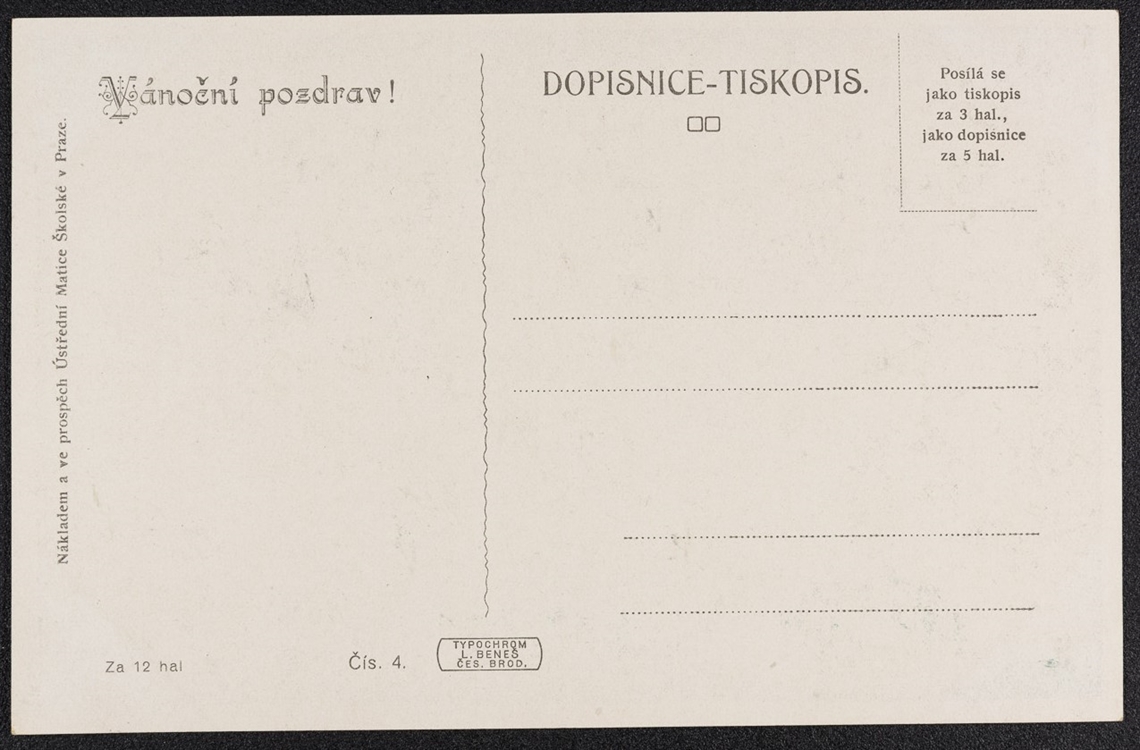 Vánoční pozdrav!
Nákladem a ve prospěch Ústřední Matice Školské v Praze.
Za 12 hal
Čís. 4.
TYPOCHROM
L. BENEŠ
ČES. BROD.
DOPISNICE-TISKOPIS.
Posílá se
jako tiskopis
za 3 hal.,
jako dopisnice
za 5 hal.